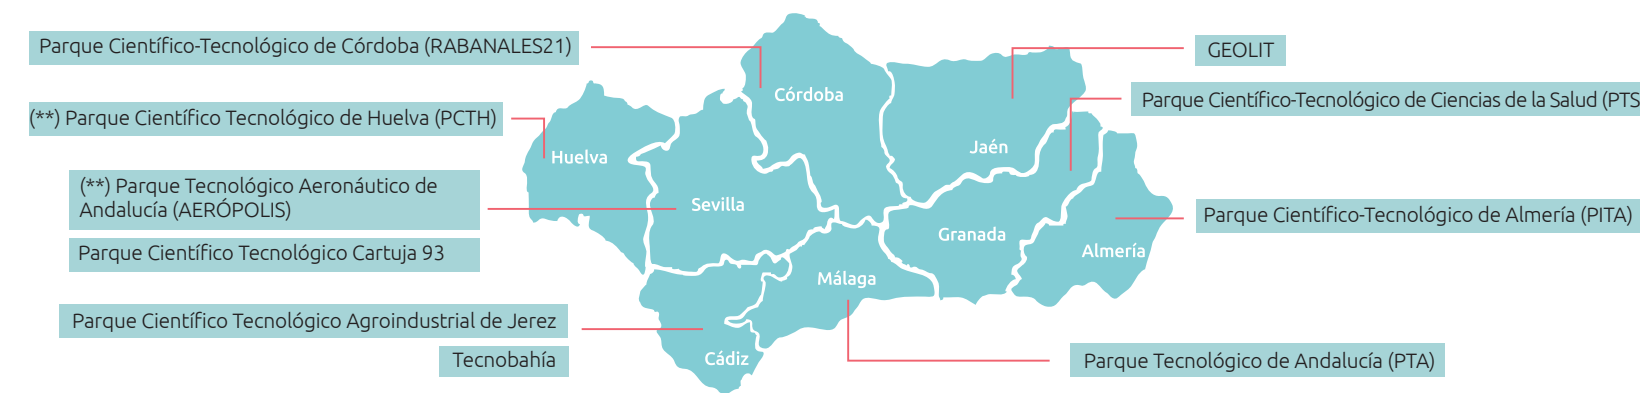 Parque Científico-Tecnológico de Córdoba (RABANALES21)
(**) Parque Científico Tecnológico de Huelva (PCTH)
(**) Parque Tecnológico Aeronáutico de
Andalucía (AERÓPOLIS)
Parque Científico Tecnológico Cartuja 93
Parque Científico Tecnológico Agroindustrial de Jerez
Tecnobahía
Córdoba
Huelva
Jaén
Sevilla
Granada
Almería
Málaga
Cádiz
GEOLIT
Parque Científico-Tecnológico de Ciencias de la Salud (PTS
Parque Científico-Tecnológico de Almería (PITA)
Parque Tecnológico de Andalucía (PTA)